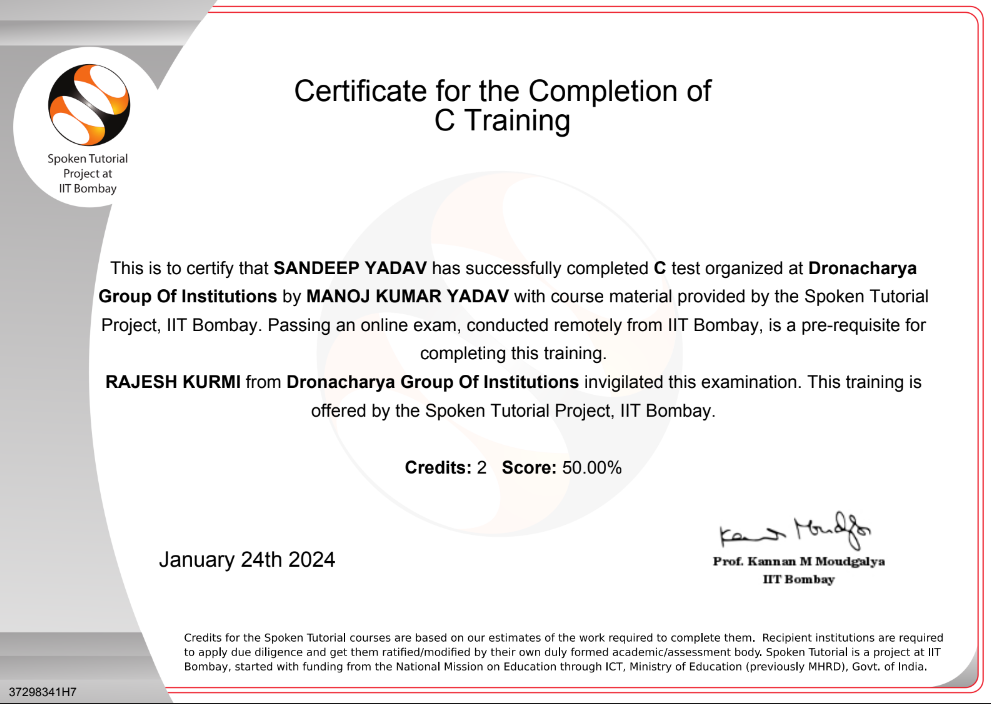 Spoken Tutorial
Project at
IIT Bombay
Certificate for the Completion of
C Training
This is to certify that SANDEEP YADAV has successfully completed C test organized at Dronacharya
Group Of Institutions by MANOJ KUMAR YADAV with course material provided by the Spoken Tutorial
Project, IIT Bombay. Passing an online exam, conducted remotely from IIT Bombay, is a pre-requisite for
completing this training.
RAJESH KURMI from Dronacharya Group Of Institutions invigilated this examination. This training is
offered by the Spoken Tutorial Project, IIT Bombay.
Credits: 2 Score: 50.00%
January 24th 2024
Kannan Moudgalya
Prof. Kannan M Moudgalya
IIT Bombay
Credits for the Spoken Tutorial courses are based on our estimates of the work required to complete them. Recipient institutions are required
to apply due diligence and get them ratified/modified by their own duly formed academic/assessment body. Spoken Tutorial is a project at IIT
Bombay, started with funding from the National Mission on Education through ICT, Ministry of Education (previously MHRD), Govt. of India.
37298341H7